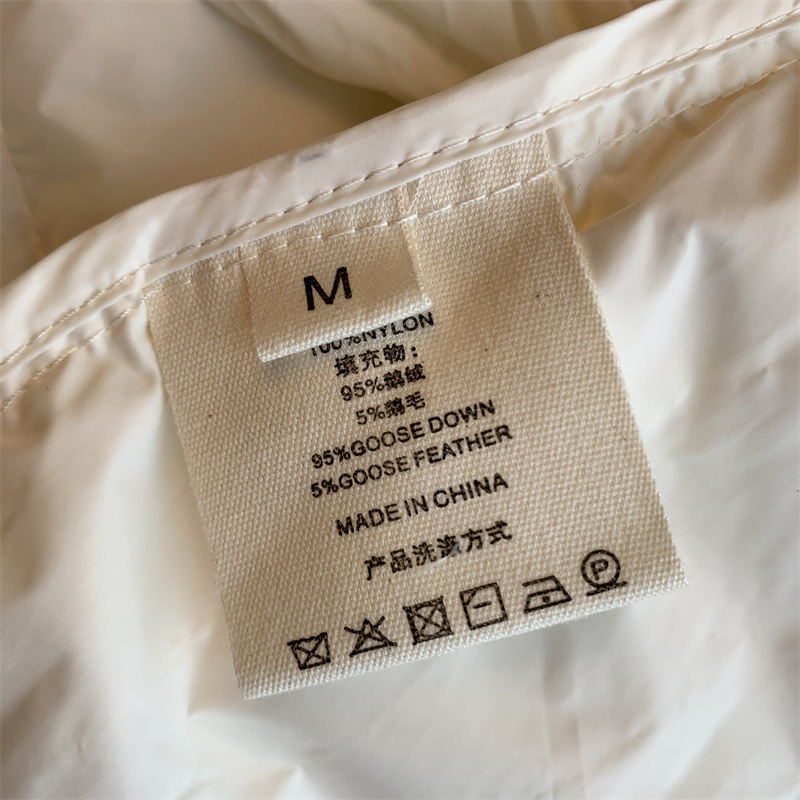 M
100%NYLON
填充物：
95%鹅绒
5%鹅毛
95%GOOSE DOWN
5%GOOSE FEATHER
MADE IN CHINA
产品洗涤方式
P